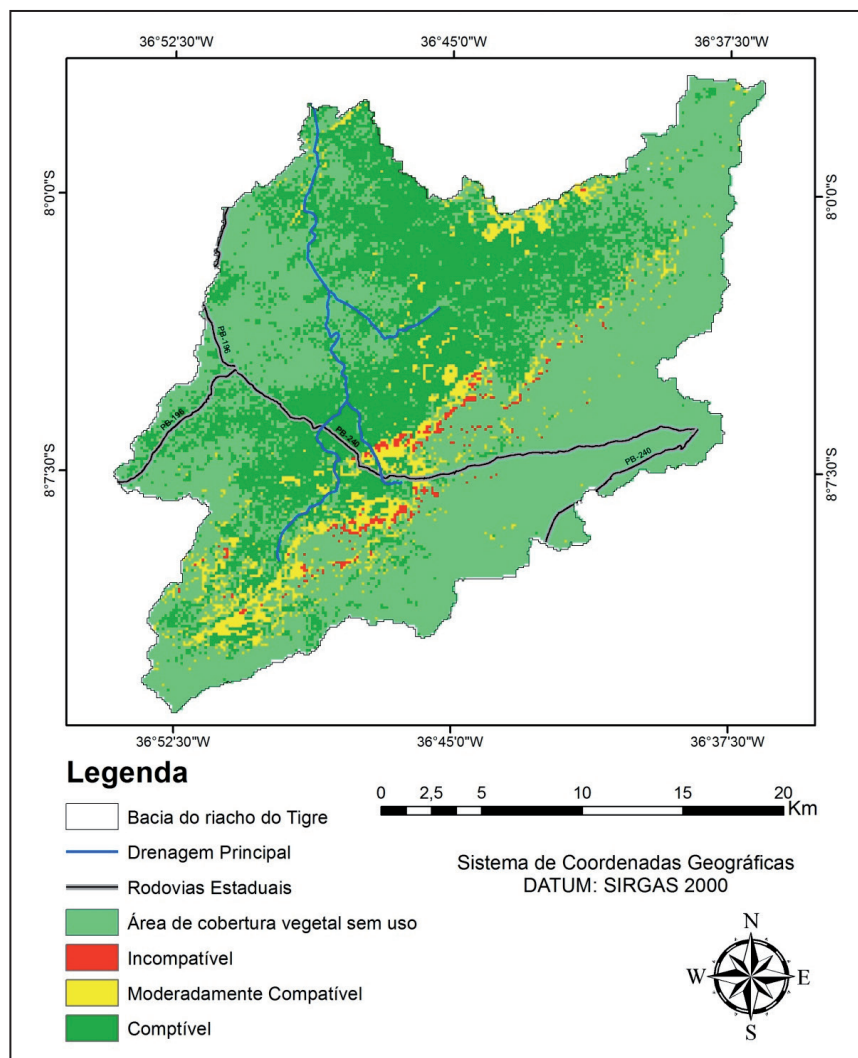 36°52'30"W 36°45'0"W 36°37'30"W
8°0'0"S 8°0'0"S
PB-196
PB-196
PB-240
PB-240
8°7'30"S 8°7'30"S
36°52'30"W 36°45'0"W 36°37'30"W
Legenda
Bacia do riacho do Tigre
Drenagem Principal
Rodovias Estaduais
Área de cobertura vegetal sem uso
Incompatível
Moderadamente Compatível
Comptível
0 2,5 5 10 15 20
Km
Sistema de Coordenadas Geográficas
DATUM: SIRGAS 2000
N
W E
S